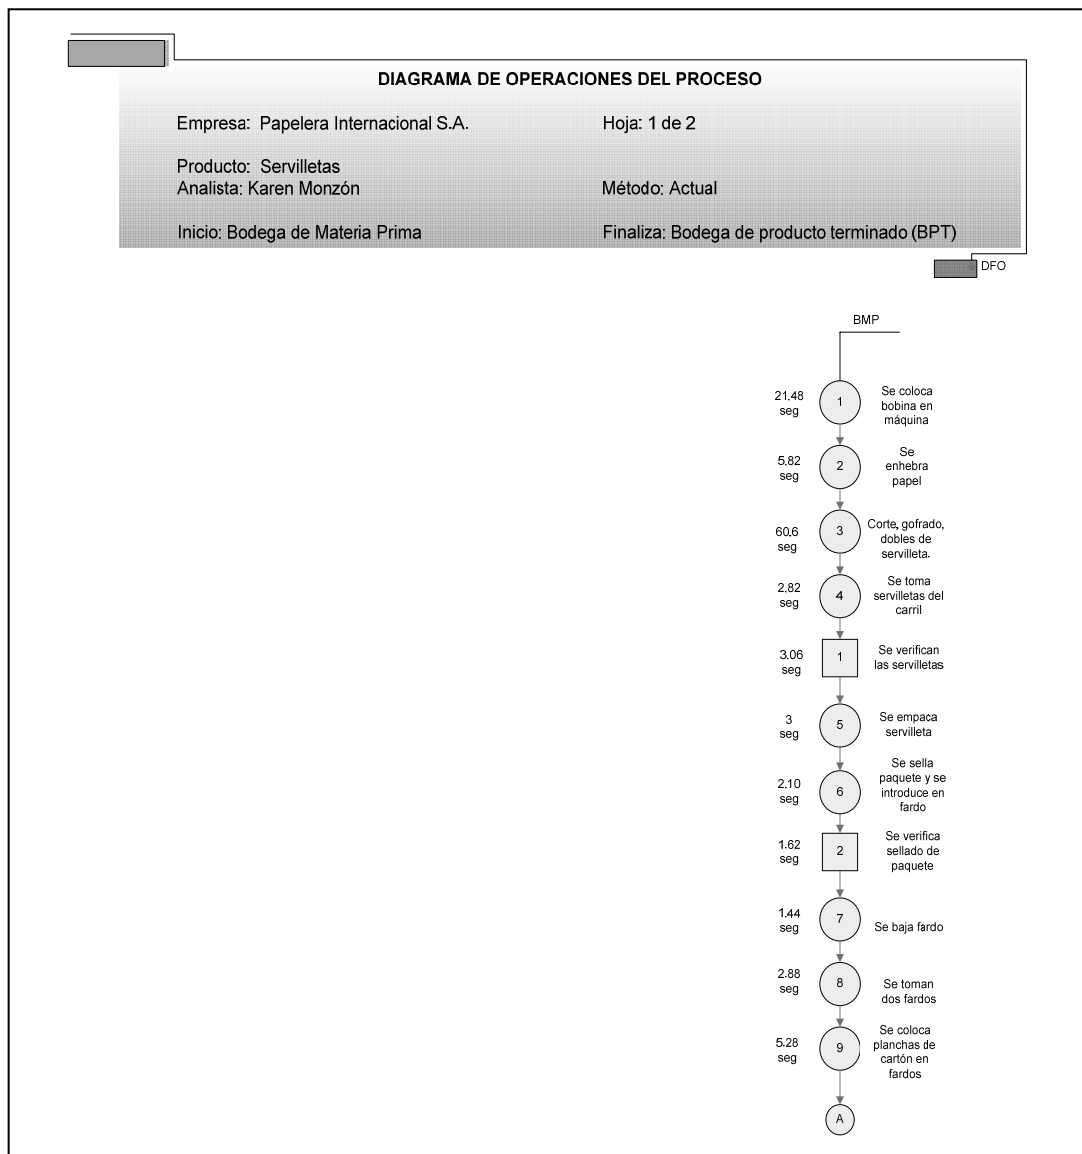 DIAGRAMA DE OPERACIONES DEL PROCESO
Empresa: Papelera Internacional S.A.
Hoja: 1 de 2
Producto: Servilletas
Analista: Karen Monzón
Método: Actual
Inicio: Bodega de Materia Prima
Finaliza: Bodega de producto terminado (BPT)
DFO
BMP
21.48
seg
1
Se coloca
bobina en
máquina
5.82
seg
2
Se
enhebra
papel
60.6
seg
3
Corte, gofrado,
dobles de
servilleta.
2.82
seg
4
Se toma
servilletas del
carril
3.06
seg
1
Se verifican
las servilletas
3
seg
5
Se empaca
servilleta
2.10
seg
6
Se sella
paquete y se
introduce en
fardo
1.62
seg
2
Se verifica
sellado de
paquete
1.44
seg
7
Se baja fardo
2.88
seg
8
Se toman
dos fardos
5.28
seg
9
Se coloca
planchas de
cartón en
fardos
A